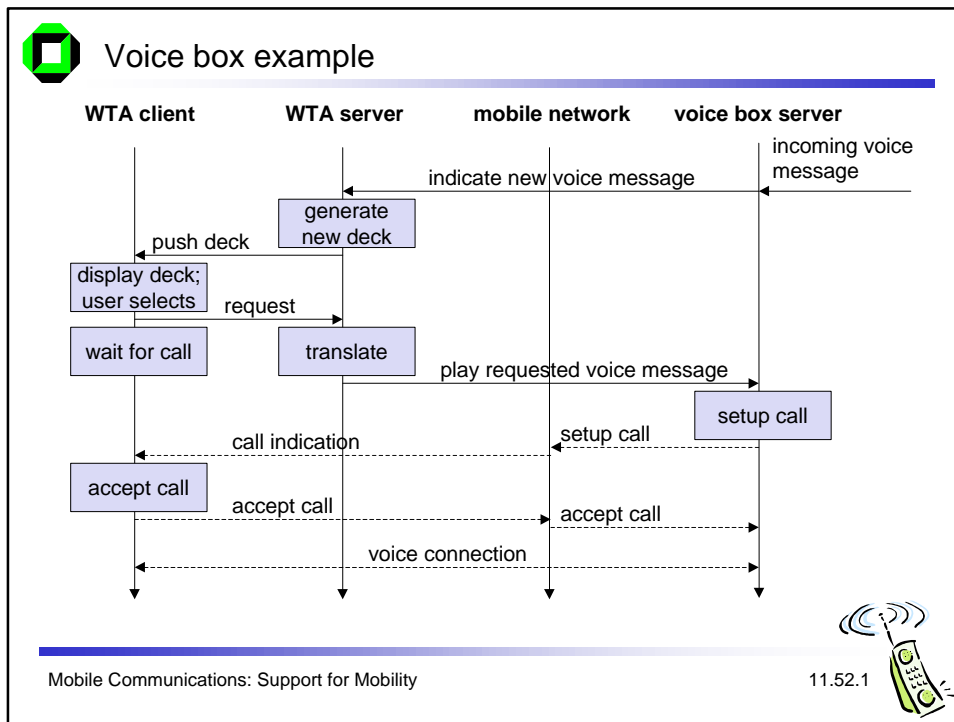 Voice box example
WTA client
WTA server
mobile network
voice box server
incoming voice
message
indicate new voice message
generate
new deck
push deck
display deck;
user selects
request
wait for call
translate
play requested voice message
setup call
call indication
setup call
accept call
accept call
accept call
voice connection
Mobile Communications: Support for Mobility
11.52.1